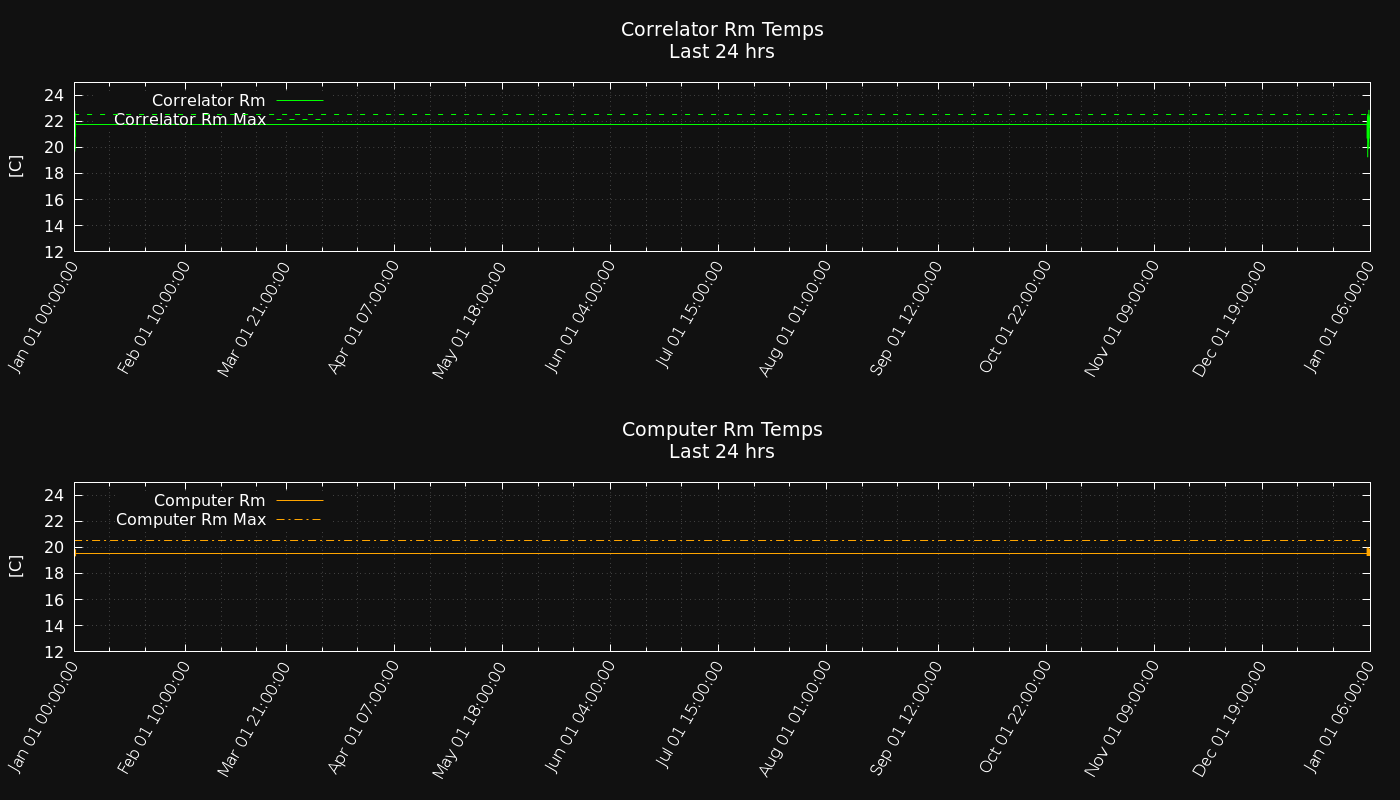 Correlator Rm Temps
Last 24 hrs
24
22
20
18
16
14
12
[C]
Correlator Rm
Correlator Rm Max
Jan 01 00:00:00
Feb 01 10:00:00
Mar 01 21:00:00
Apr 01 07:00:00
May 01 18:00:00
Jun 01 04:00:00
Jul 01 15:00:00
Aug 01 01:00:00
Sep 01 12:00:00
Oct 01 22:00:00
Nov 01 09:00:00
Dec 01 19:00:00
Jan 01 06:00:00
Computer Rm Temps
Last 24 hrs
24
22
20
18
16
14
12
[C]
Computer Rm
Computer Rm Max
Jan 01 00:00:00
Feb 01 10:00:00
Mar 01 21:00:00
Apr 01 07:00:00
May 01 18:00:00
Jun 01 04:00:00
Jul 01 15:00:00
Aug 01 01:00:00
Sep 01 12:00:00
Oct 01 22:00:00
Nov 01 09:00:00
Dec 01 19:00:00
Jan 01 06:00:00